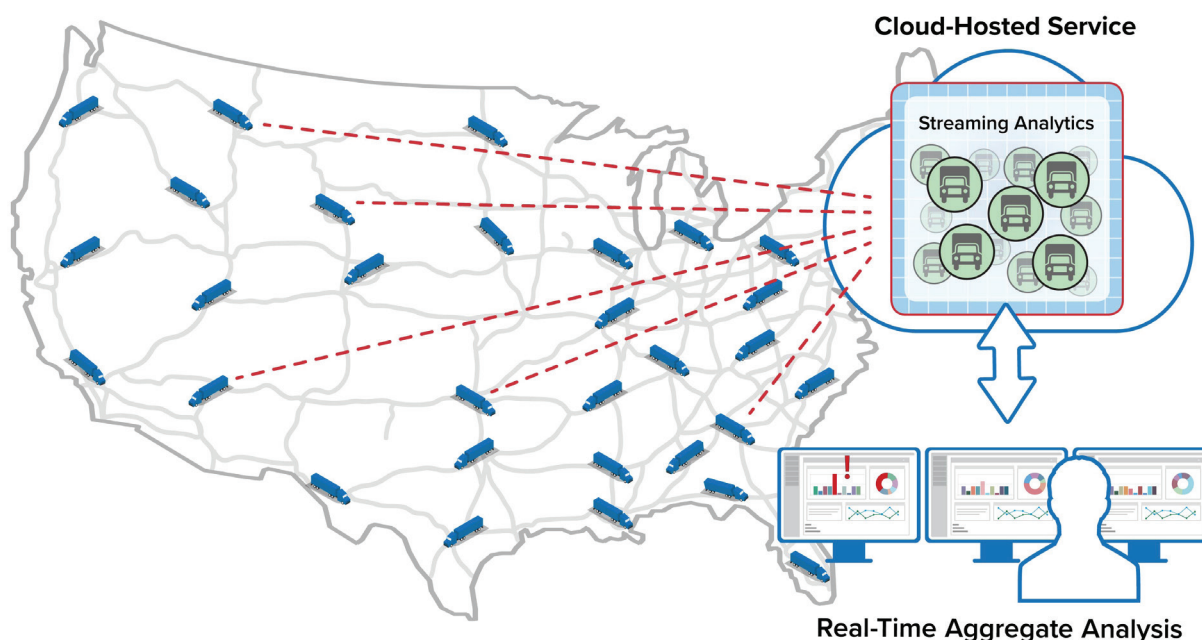 Cloud-Hosted Service
Streaming Analytics
!
Real-Time Aggregate Analysis